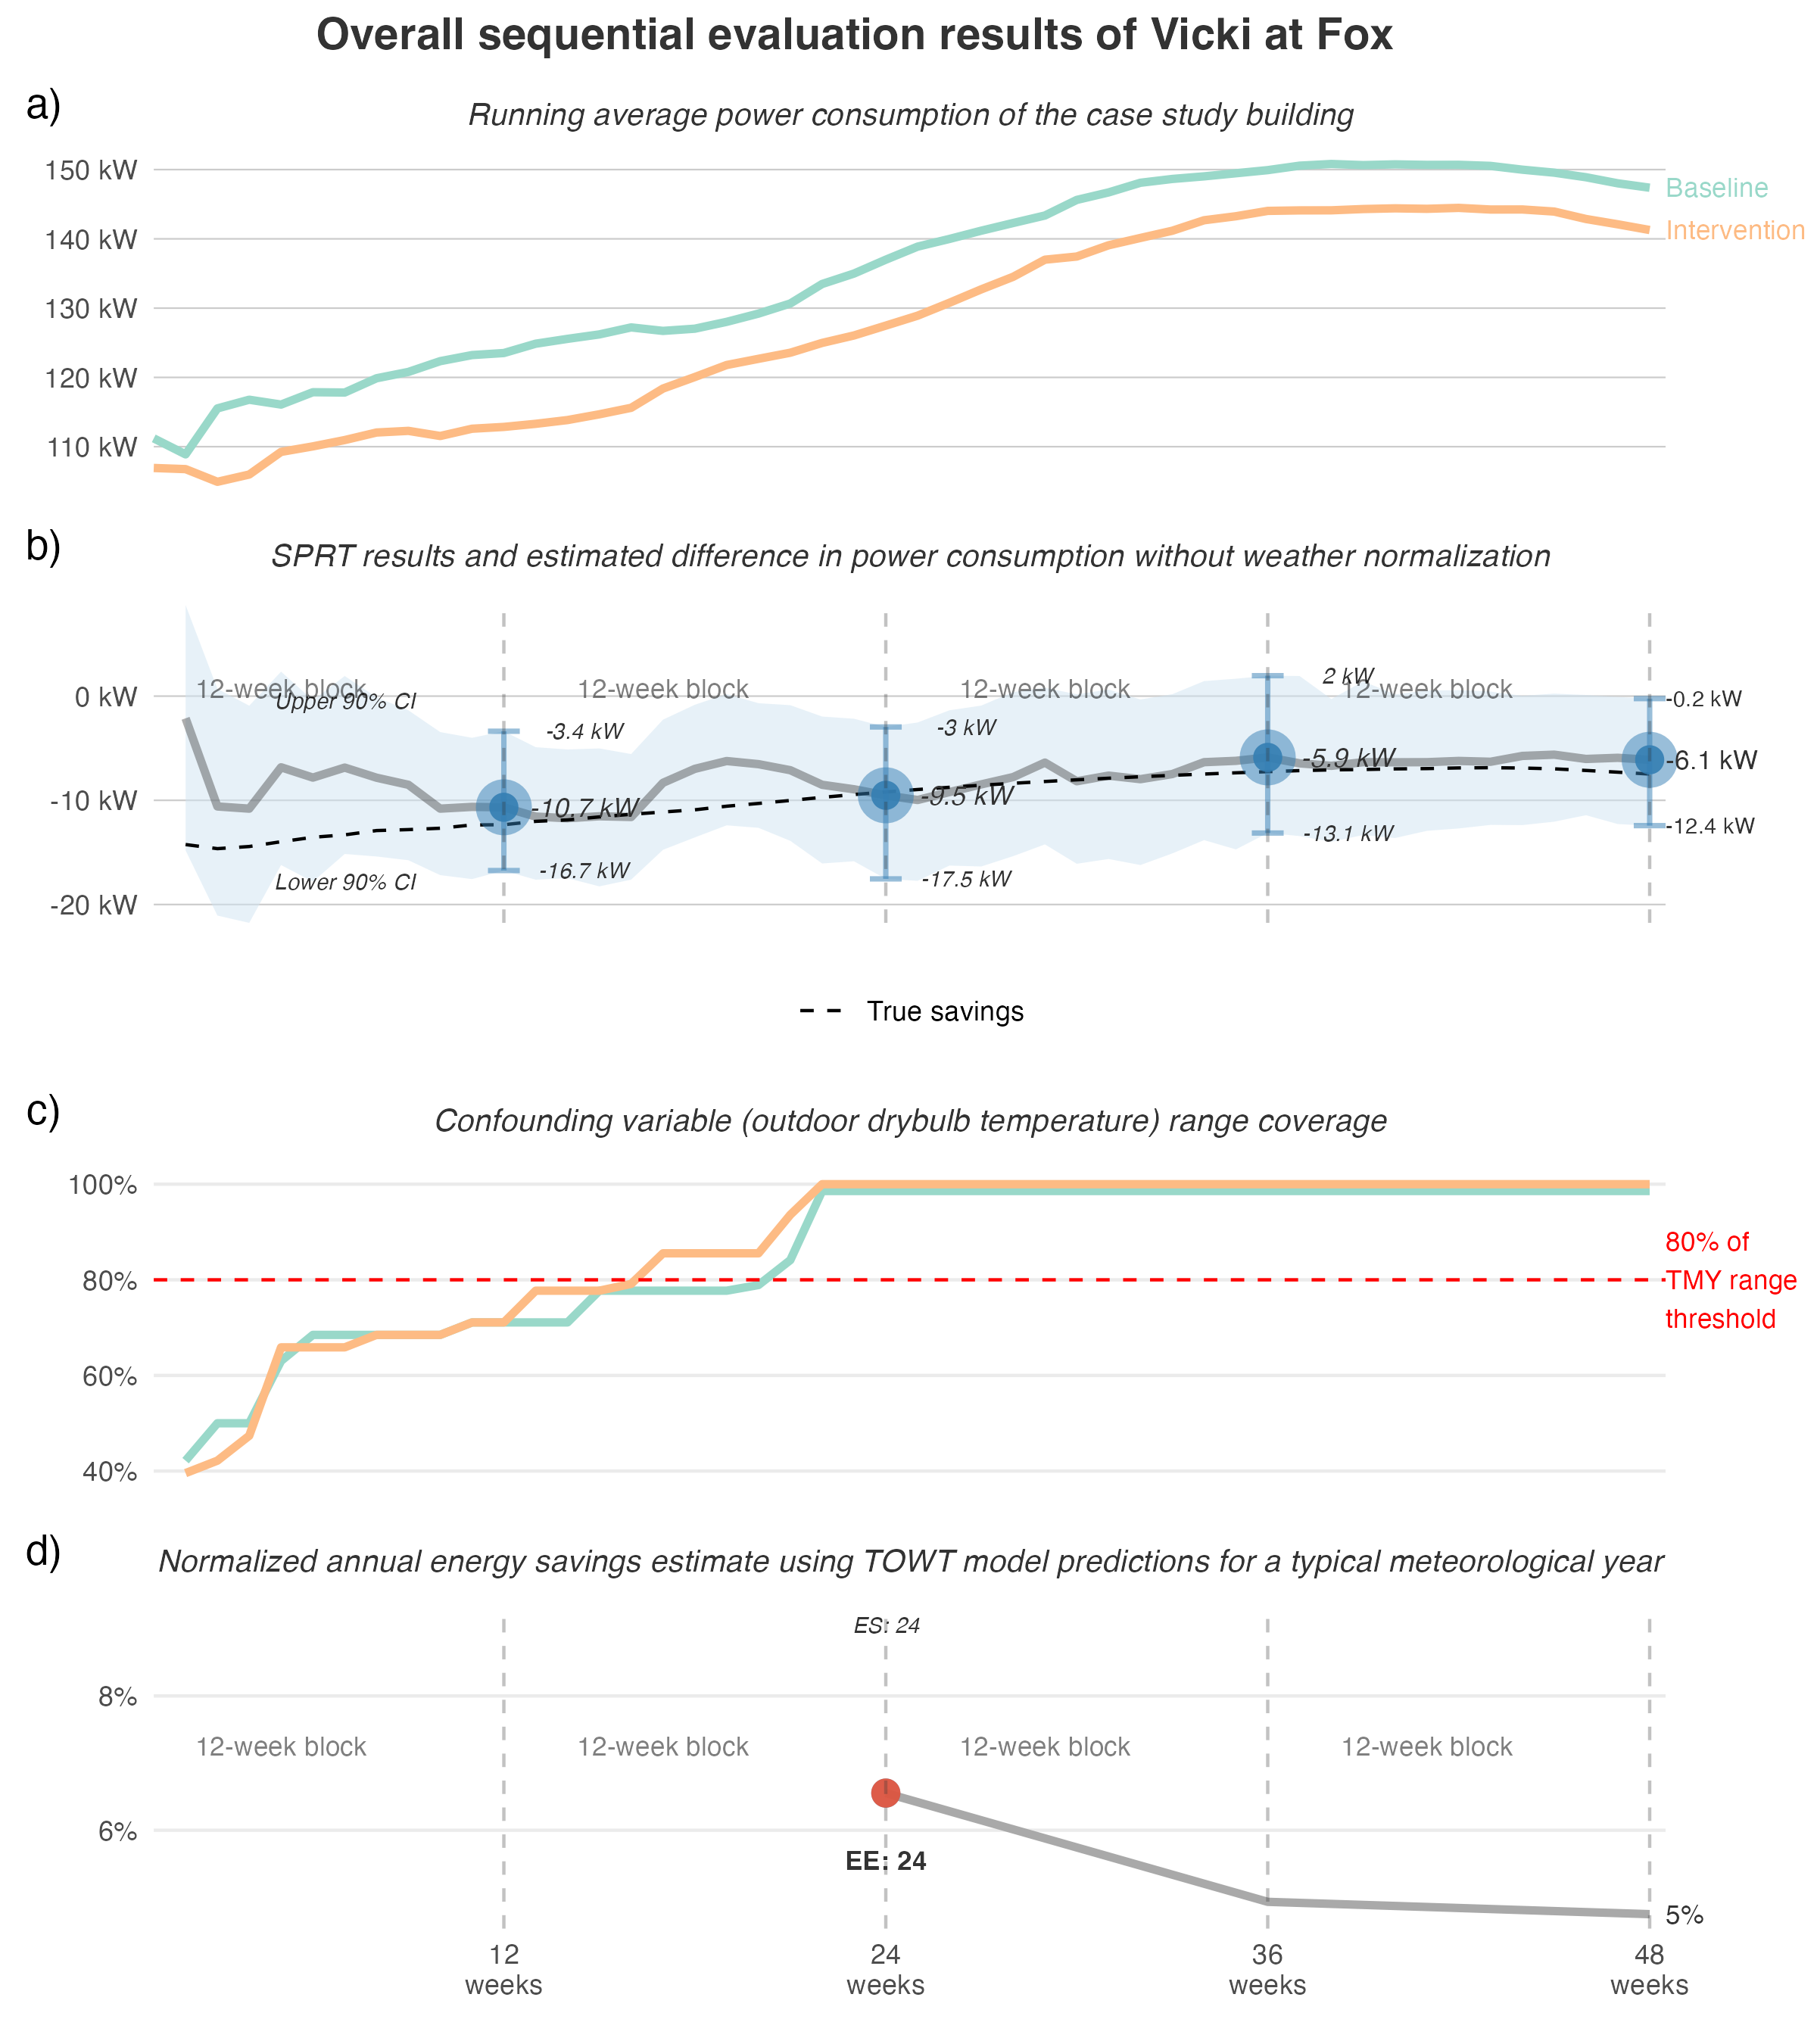 Overall sequential evaluation results of Vicki at Fox
a)
Running average power consumption of the case study building
150 kW
140 kW
130 kW
120 kW
110 kW
Baseline
Intervention
b)
SPRT results and estimated difference in power consumption without weather normalization
0 kW
-10 kW
-20 kW
12-week block
12-week block
12-week block
12-week block
Upper 90% CI
Lower 90% CI
-3.4 kW
-10.7 kW
-16.7 kW
-3 kW
-9.5 kW
-17.5 kW
2 kW
-5.9 kW
-13.1 kW
-0.2 kW
-6.1 kW
-12.4 kW
True savings
c)
Confounding variable (outdoor drybulb temperature) range coverage
100%
80%
60%
40%
80% of
TMY range
threshold
d)
Normalized annual energy savings estimate using TOWT model predictions for a typical meteorological year
ES: 24
8%
6%
12-week block
12-week block
12-week block
12-week block
EE: 24
5%
12
weeks
24
weeks
36
weeks
48
weeks